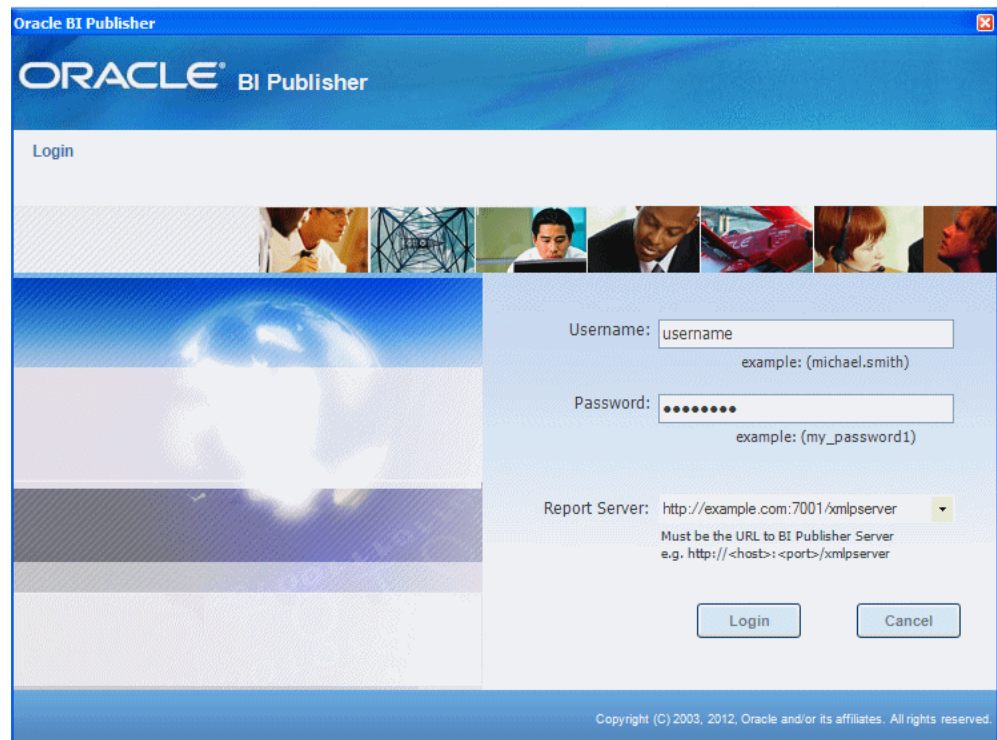 Oracle BI Publisher
ORACLE® BI Publisher
Login
Username: username
example: (michael.smith)
Password: ●●●●●●●●
example: (my_password1)
Report Server: http://example.com:7001/xmlpserver
Must be the URL to BI Publisher Server
e.g. http://<host>:<port>/xmlpserver
Login Cancel
Copyright (C) 2003, 2012, Oracle and/or its affiliates. All rights reserved.